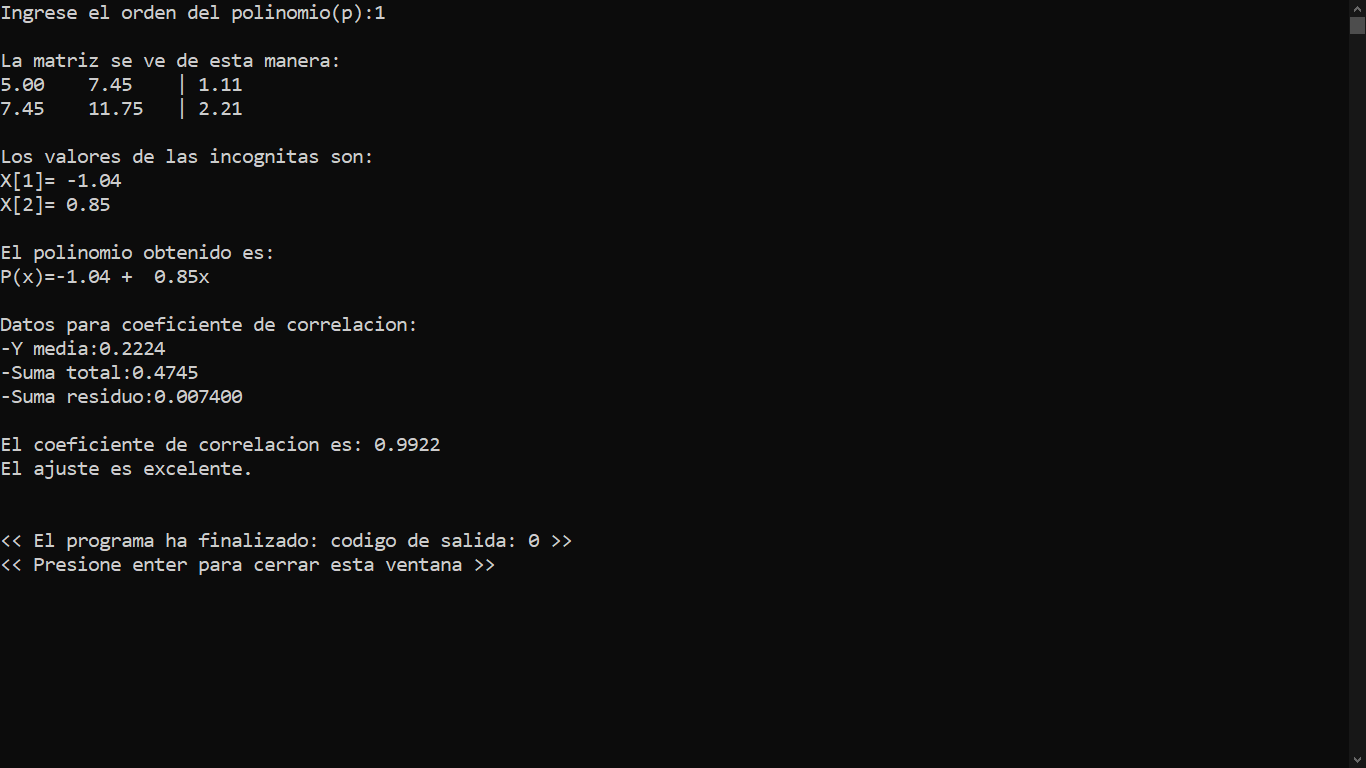 Ingrese el orden del polinomio(p):1
La matriz se ve de esta manera:
5.00    7.45    | 1.11
7.45    11.75   | 2.21
Los valores de las incognitas son:
X[1]= -1.04
X[2]= 0.85
El polinomio obtenido es:
P(x)=-1.04 +  0.85x
Datos para coeficiente de correlacion:
-Y media:0.2224
-Suma total:0.4745
-Suma residuo:0.007400
El coeficiente de correlacion es: 0.9922
El ajuste es excelente.
<< El programa ha finalizado: codigo de salida: 0 >>
<< Presione enter para cerrar esta ventana >>